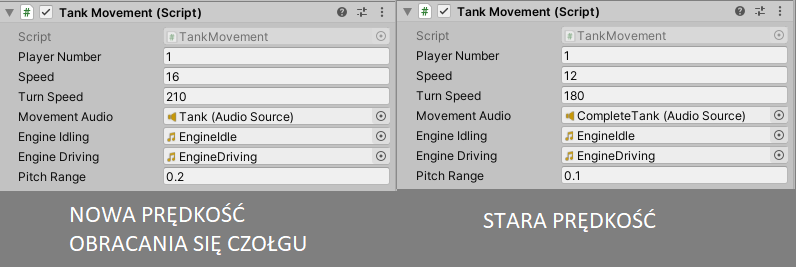 Tank Movement (Script)
Script TankMovement
Player Number 1
Speed 16
Turn Speed 210
Movement Audio Tank (Audio Source)
Engine Idling EngineIdle
Engine Driving EngineDriving
Pitch Range 0.2
NOWA PRĘDKOŚĆ
OBRACANIA SIĘ CZOŁGU
Tank Movement (Script)
Script TankMovement
Player Number 1
Speed 12
Turn Speed 180
Movement Audio CompleteTank (Audio Source)
Engine Idling EngineIdle
Engine Driving EngineDriving
Pitch Range 0.1
STARA PRĘDKOŚĆ